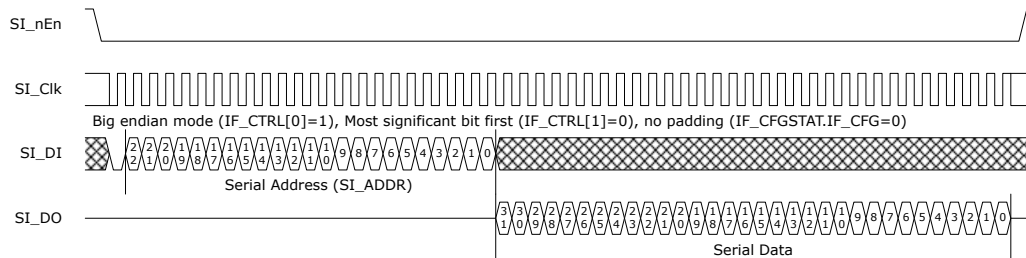 SI_nEn
SI_Clk
Big endian mode (IF_CTRL[0]=1), Most significant bit first (IF_CTRL[1]=0), no padding (IF_CFGSTAT.IF_CFG=0)
SI_DI
22 21 20 19 18 17 16 15 14 13 12 11 10 9 8 7 6 5 4 3 2 1 0
Serial Address (SI_ADDR)
SI_DO
31 30 29 28 27 26 25 24 23 22 21 20 19 18 17 16 15 14 13 12 11 10 9 8 7 6 5 4 3 2 1 0
Serial Data